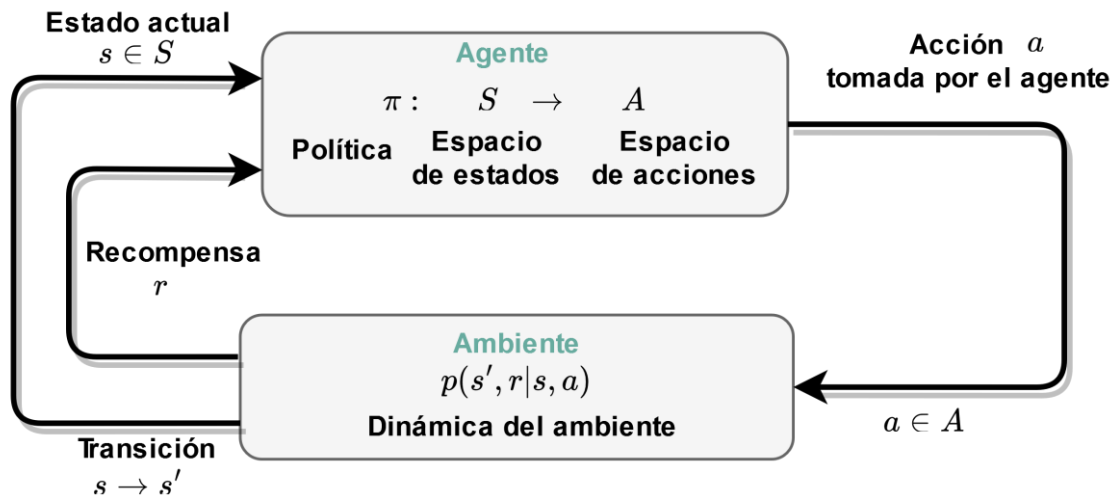 Estado actual
s ∈ S
Agente
π : S → A
Política
Espacio de estados
Espacio de acciones
Acción a
tomada por el agente
Recompensa
r
Ambiente
p(s′, r|s, a)
Dinámica del ambiente
a ∈ A
Transición
s → s′